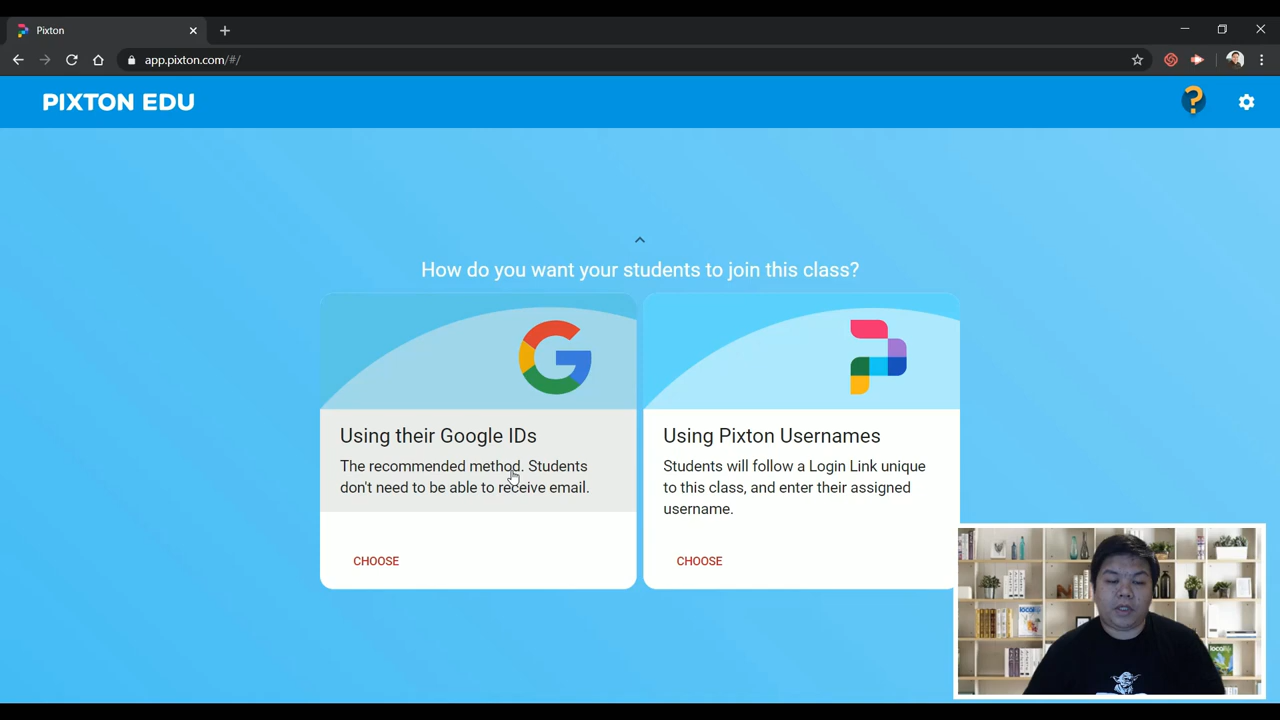 Pixton
app.pixton.com/#/
PIXTON EDU
How do you want your students to join this class?
Using their Google IDs
The recommended method. Students
don't need to be able to receive email.
CHOOSE
Using Pixton Usernames
Students will follow a Login Link unique
to this class, and enter their assigned
username.
CHOOSE